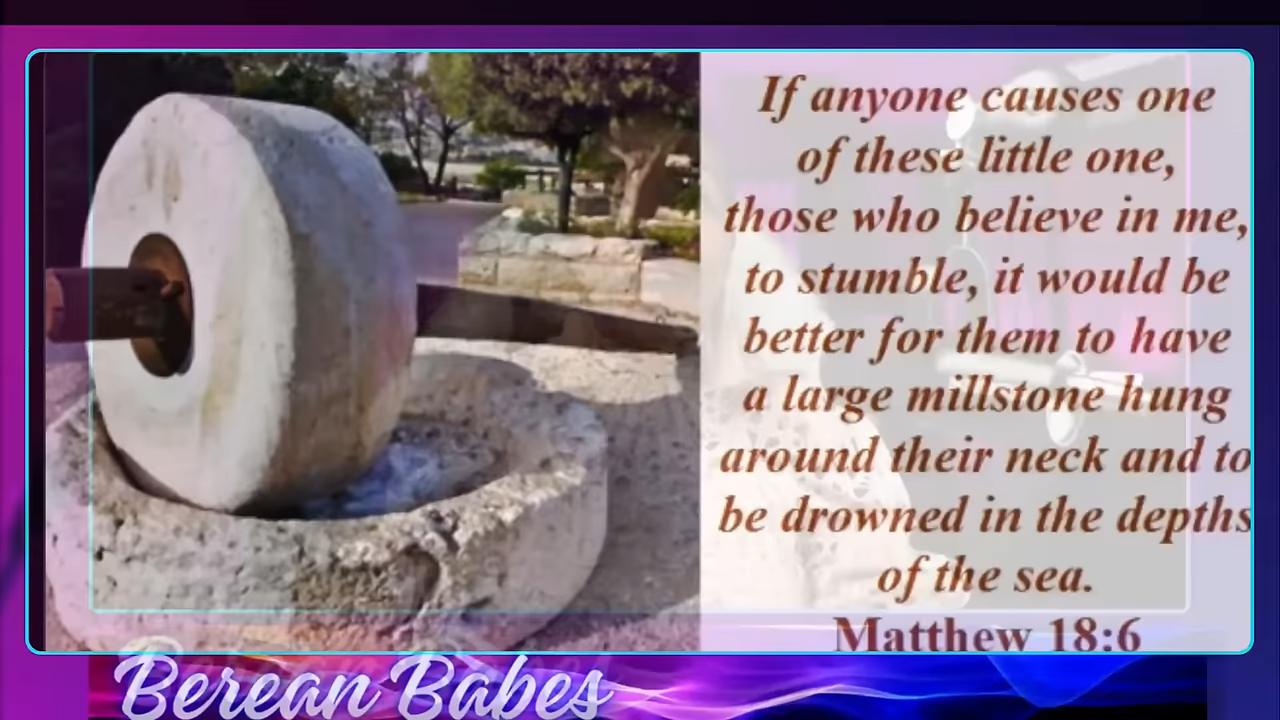 If anyone causes one
of these little one,
those who believe in me,
to stumble, it would be
better for them to have
a large millstone hung
around their neck and to
be drowned in the depths
of the sea.
Matthew 18:6
Berean Babes